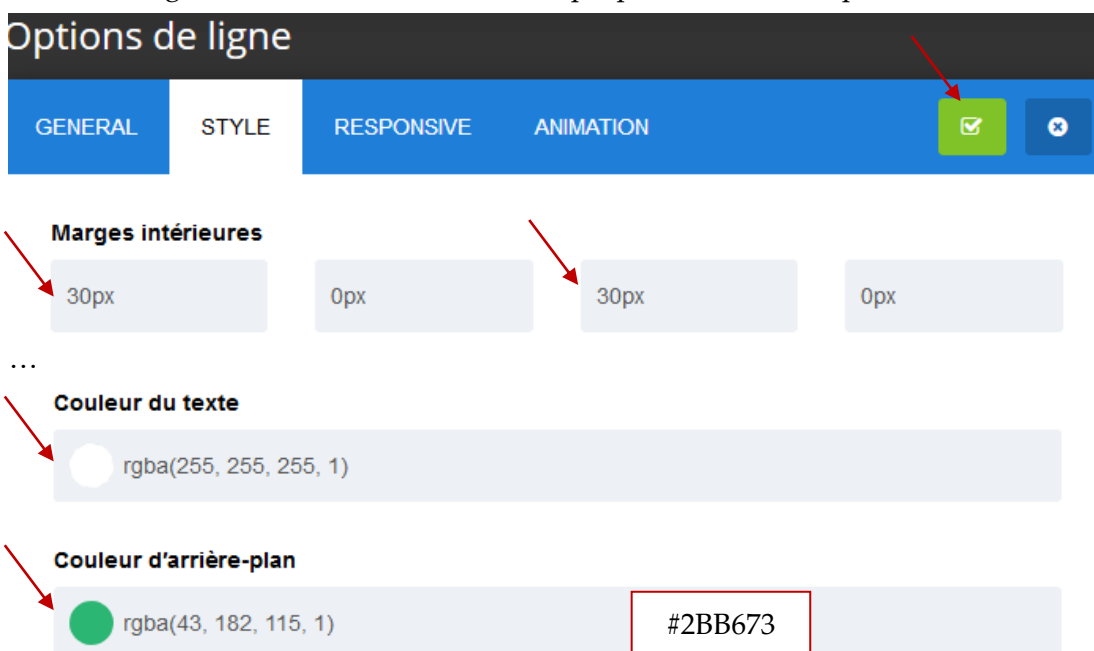 Options de ligne
GENERAL STYLE RESPONSIVE ANIMATION
Marges intérieures
30px 0px 30px 0px
…
Couleur du texte
rgba(255, 255, 255, 1)
Couleur d'arrière-plan
rgba(43, 182, 115, 1) #2BB673